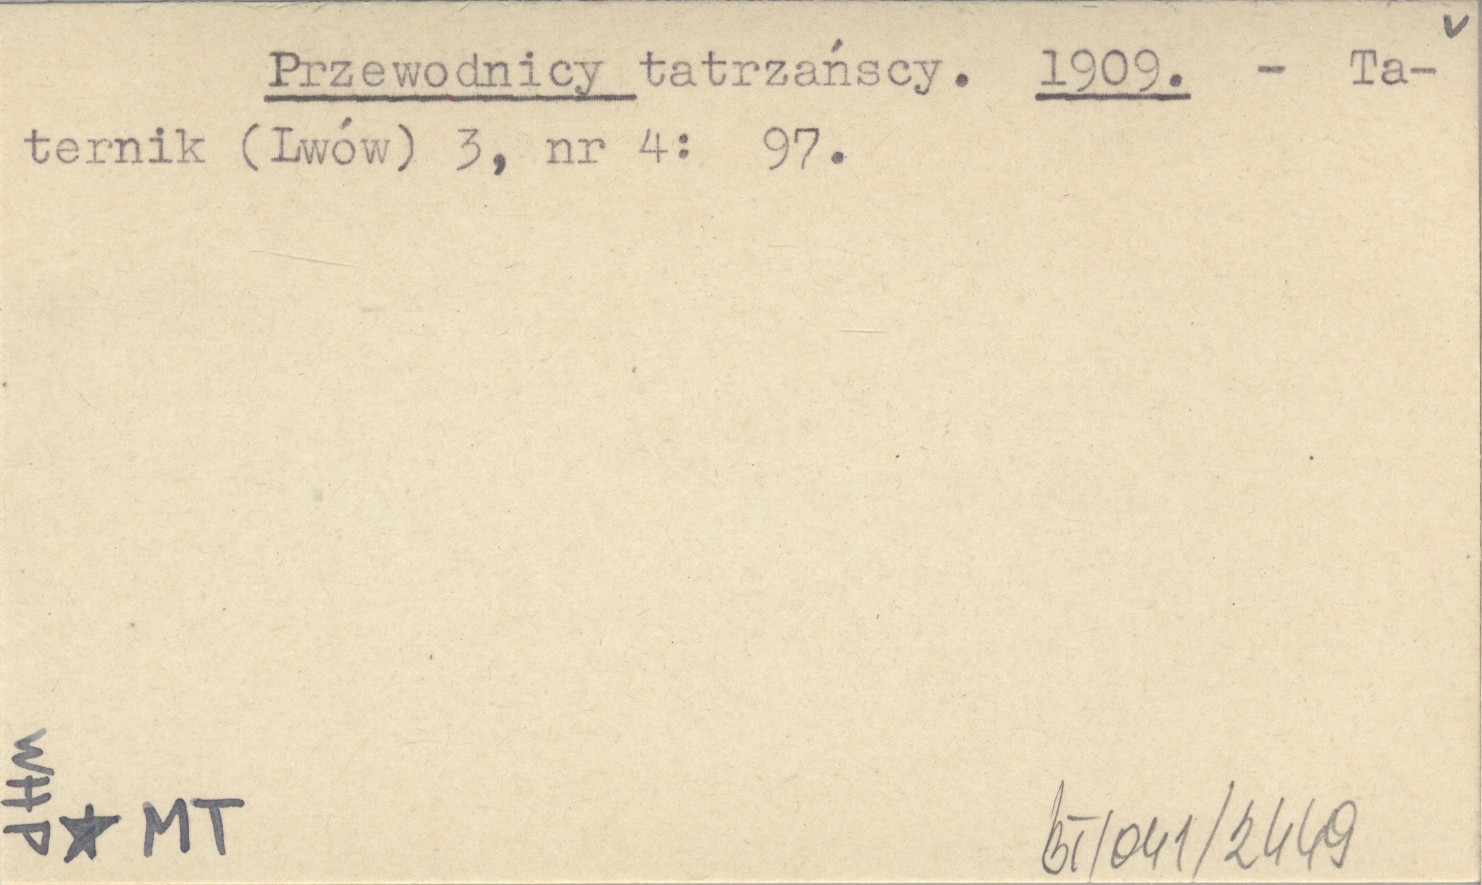 Przewodnicy tatrzańscy. 1909. - Ta-
ternik (Lwów) 3, nr 4: 97.
WHP
★ MT
BT/041/2449